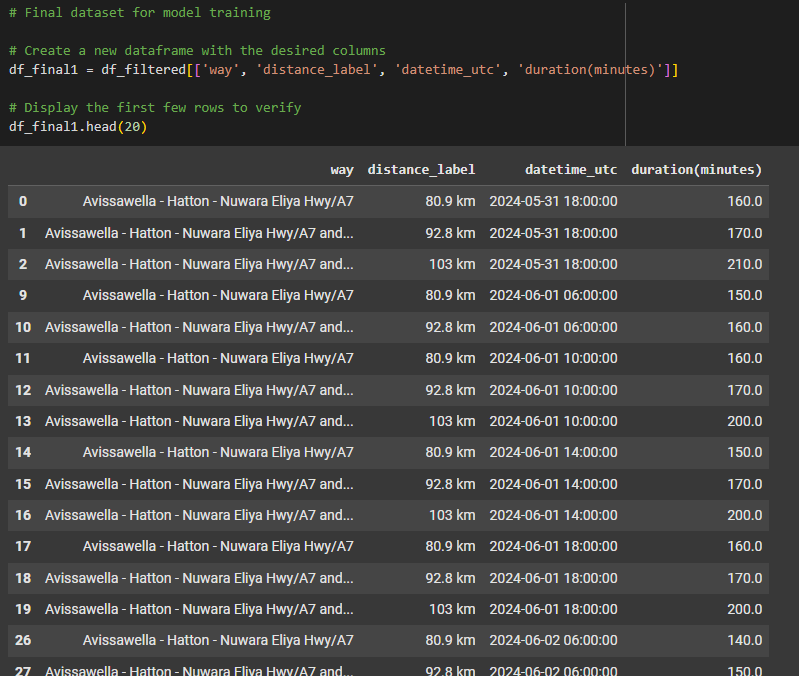 # Final dataset for model training
# Create a new dataframe with the desired columns
df_final1 = df_filtered[['way', 'distance_label', 'datetime_utc', 'duration(minutes)']]
# Display the first few rows to verify
df_final1.head(20)
way distance_label datetime_utc duration(minutes)
0 Avissawella - Hatton - Nuwara Eliya Hwy/A7 80.9 km 2024-05-31 18:00:00 160.0
1 Avissawella - Hatton - Nuwara Eliya Hwy/A7 and... 92.8 km 2024-05-31 18:00:00 170.0
2 Avissawella - Hatton - Nuwara Eliya Hwy/A7 and... 103 km 2024-05-31 18:00:00 210.0
9 Avissawella - Hatton - Nuwara Eliya Hwy/A7 80.9 km 2024-06-01 06:00:00 150.0
10 Avissawella - Hatton - Nuwara Eliya Hwy/A7 and... 92.8 km 2024-06-01 06:00:00 160.0
11 Avissawella - Hatton - Nuwara Eliya Hwy/A7 80.9 km 2024-06-01 10:00:00 160.0
12 Avissawella - Hatton - Nuwara Eliya Hwy/A7 and... 92.8 km 2024-06-01 10:00:00 170.0
13 Avissawella - Hatton - Nuwara Eliya Hwy/A7 and... 103 km 2024-06-01 10:00:00 200.0
14 Avissawella - Hatton - Nuwara Eliya Hwy/A7 80.9 km 2024-06-01 14:00:00 150.0
15 Avissawella - Hatton - Nuwara Eliya Hwy/A7 and... 92.8 km 2024-06-01 14:00:00 170.0
16 Avissawella - Hatton - Nuwara Eliya Hwy/A7 and... 103 km 2024-06-01 14:00:00 200.0
17 Avissawella - Hatton - Nuwara Eliya Hwy/A7 80.9 km 2024-06-01 18:00:00 160.0
18 Avissawella - Hatton - Nuwara Eliya Hwy/A7 and... 92.8 km 2024-06-01 18:00:00 170.0
19 Avissawella - Hatton - Nuwara Eliya Hwy/A7 and... 103 km 2024-06-01 18:00:00 200.0
26 Avissawella - Hatton - Nuwara Eliya Hwy/A7 80.9 km 2024-06-02 06:00:00 140.0
27 Avissawella - Hatton - Nuwara Eliya Hwy/A7 and... 92.8 km 2024-06-02 06:00:00 150.0